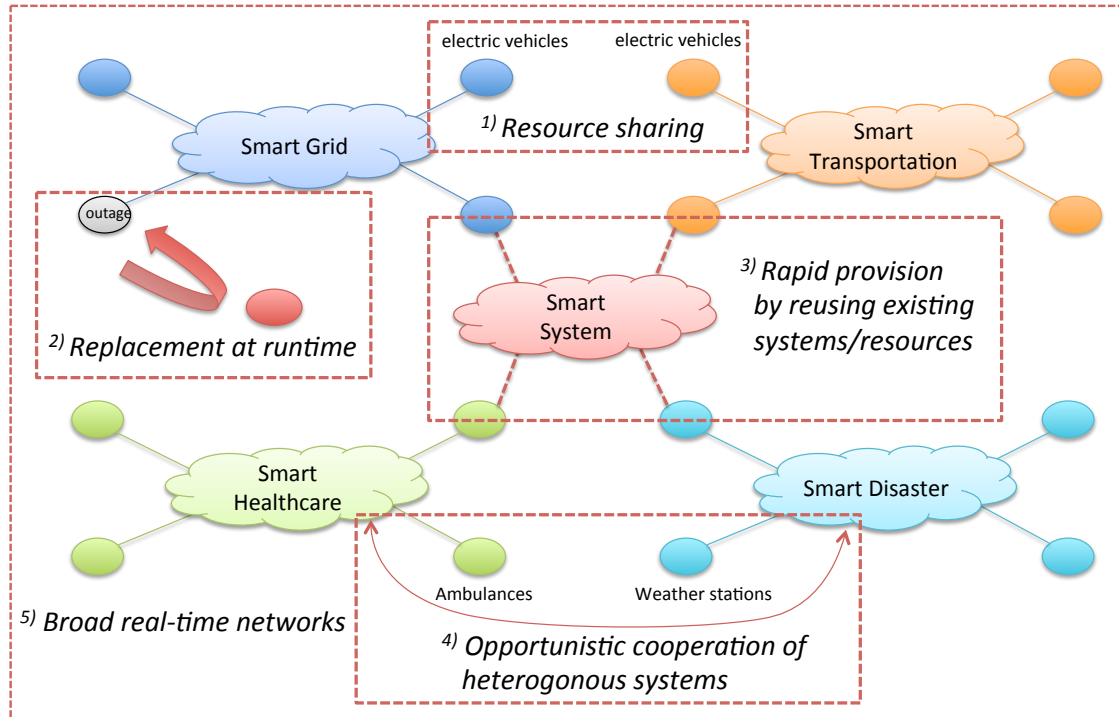 electric vehicles
electric vehicles
1) Resource sharing
Smart Grid
Smart
Transportation
outage
2) Replacement at runtime
Smart
System
3) Rapid provision
by reusing existing
systems/resources
Smart
Healthcare
Smart Disaster
Ambulances
Weather stations
5) Broad real-time networks
4) Opportunistic cooperation of
heterogonous systems